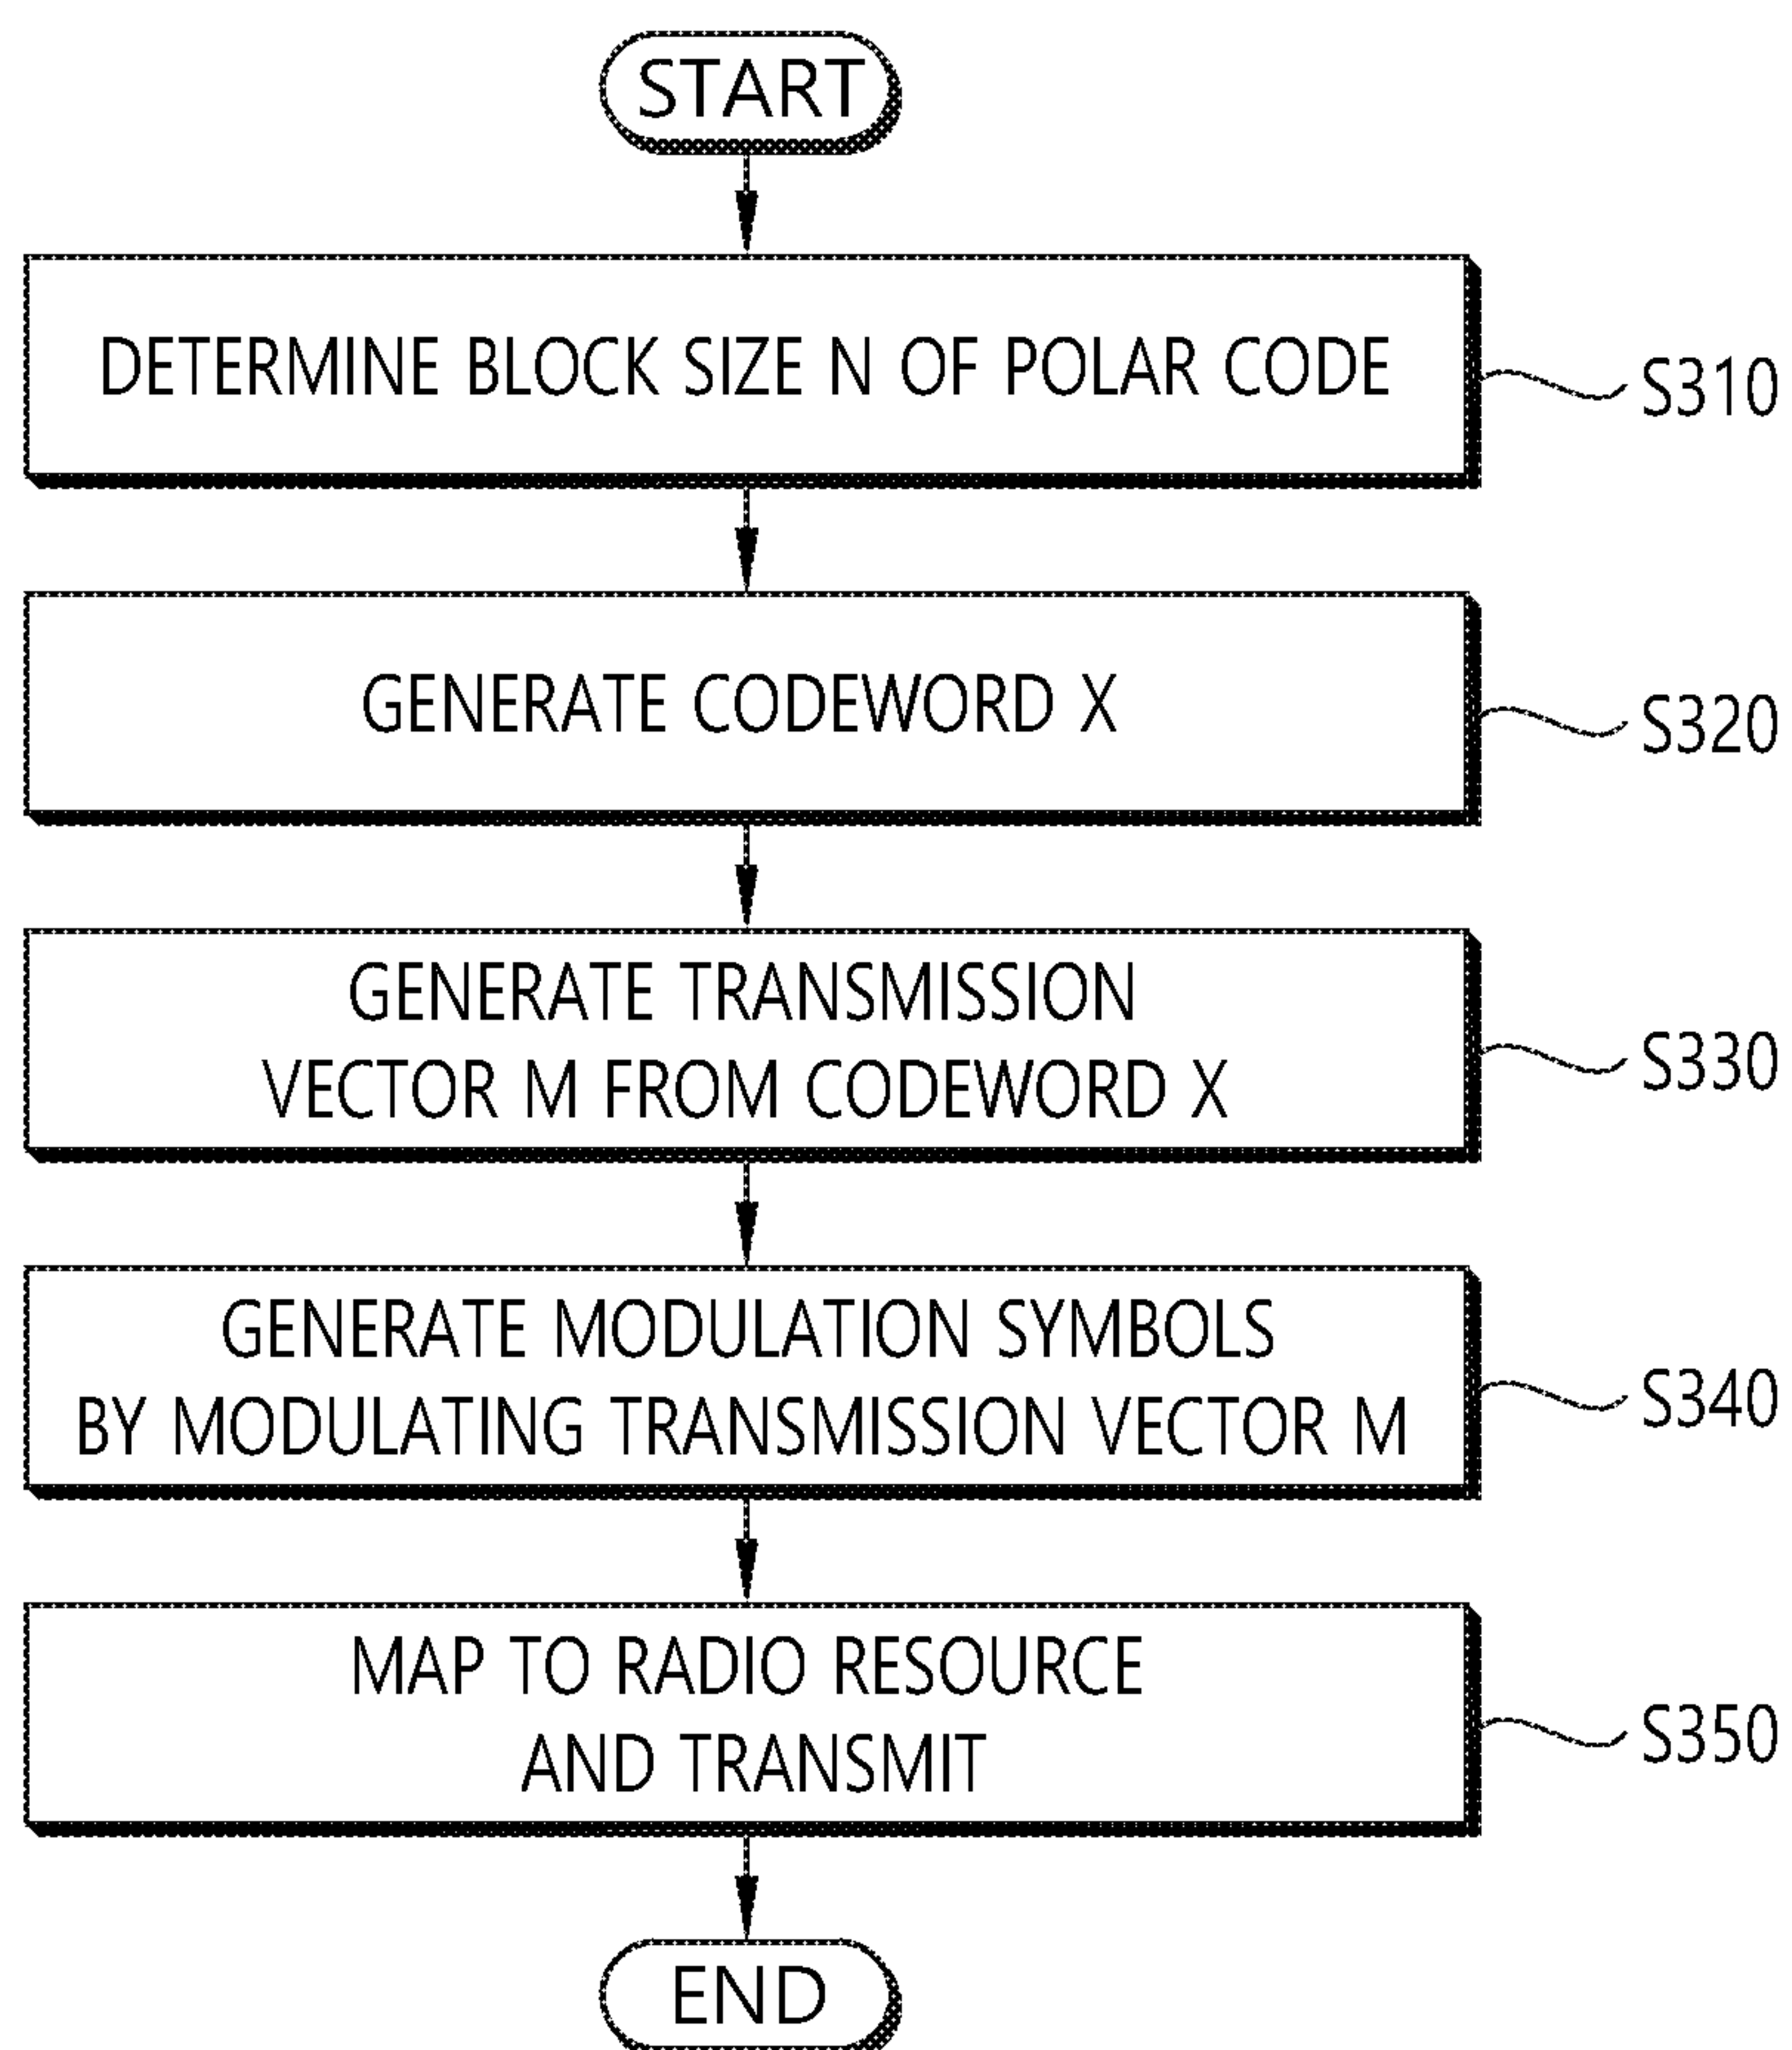 START
DETERMINE BLOCK SIZE N OF POLAR CODE
S310
GENERATE CODEWORD X
S320
GENERATE TRANSMISSION
VECTOR M FROM CODEWORD X
S330
GENERATE MODULATION SYMBOLS
BY MODULATING TRANSMISSION VECTOR M
S340
MAP TO RADIO RESOURCE
AND TRANSMIT
S350
END